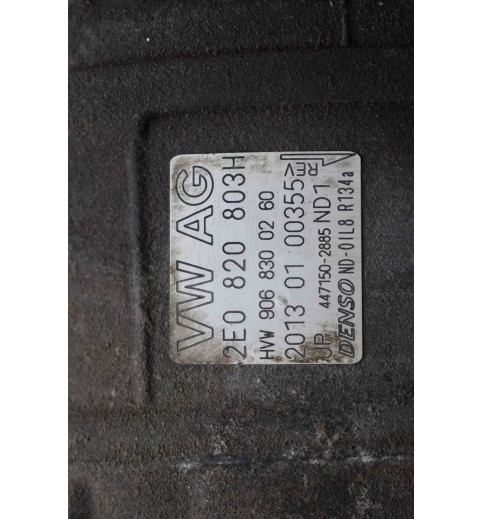 VW AG
2E0 820 803H
HVW 906 830 02 60
2013 01 00355 >RE<
JP 447150-2885 ND1
DENSO ND-OIL8 R134a